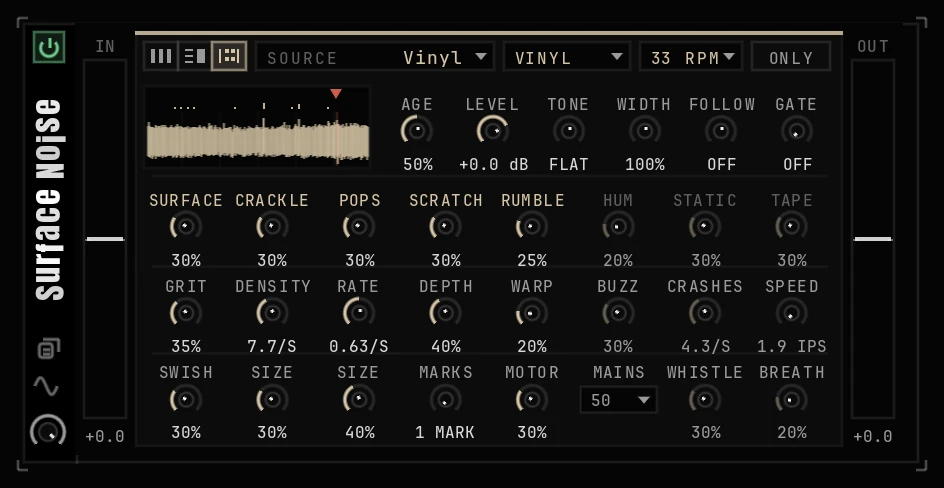 IN
OUT
SOURCE Vinyl VINYL 33 RPM ONLY
Surface Noise
AGE LEVEL TONE WIDTH FOLLOW GATE
50% +0.0 dB FLAT 100% OFF OFF
SURFACE CRACKLE POPS SCRATCH RUMBLE HUM STATIC TAPE
30% 30% 30% 30% 25% 20% 30% 30%
GRIT DENSITY RATE DEPTH WARP BUZZ CRASHES SPEED
35% 7.7/S 0.63/S 40% 20% 30% 4.3/S 1.9 IPS
SWISH SIZE SIZE MARKS MOTOR MAINS WHISTLE BREATH
50
30% 30% 40% 1 MARK 30% 30% 20%
+0.0
+0.0